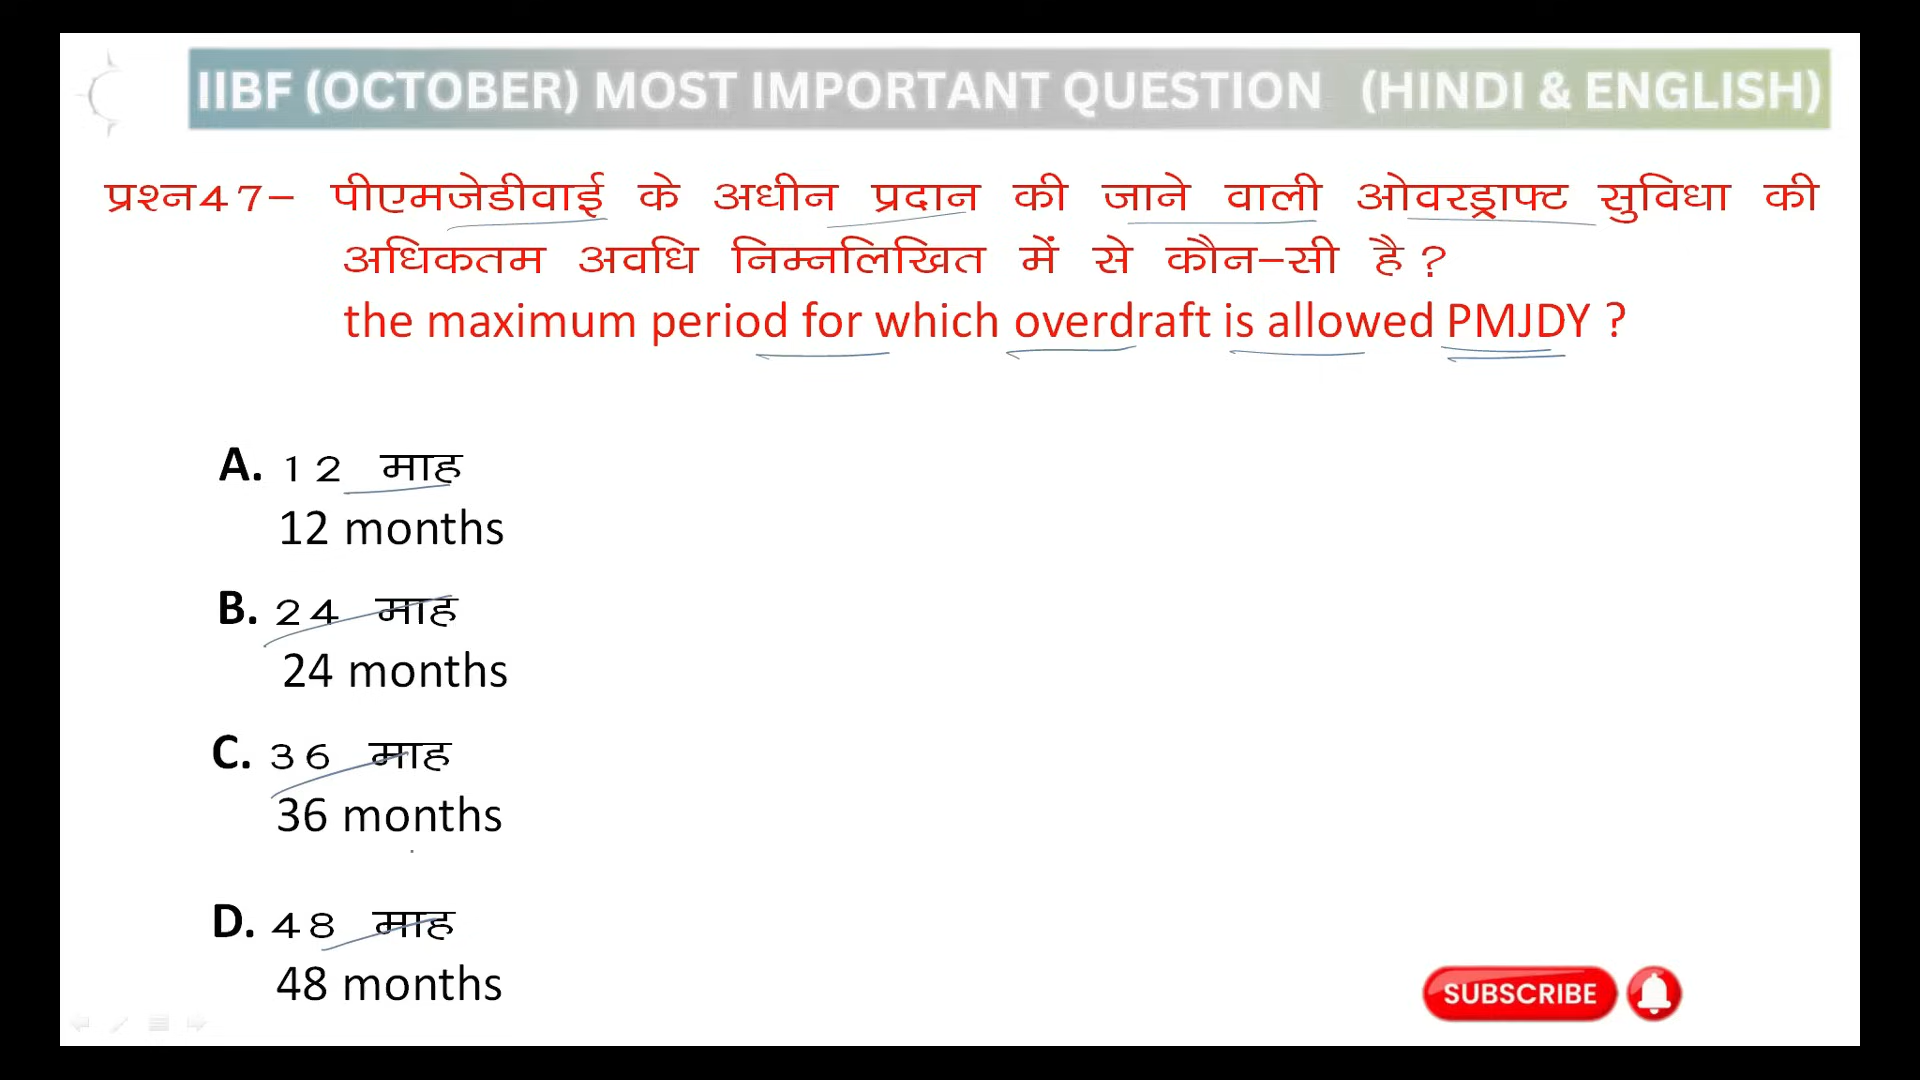 IIBF (OCTOBER) MOST IMPORTANT QUESTION (HINDI & ENGLISH)
प्रश्न47– पीएमजेडीवाई के अधीन प्रदान की जाने वाली ओवरड्राफ्ट सुविधा की
अधिकतम अवधि निम्नलिखित में से कौन–सी है ?
the maximum period for which overdraft is allowed PMJDY ?
A. 12 माह
12 months
B. 24 माह
24 months
C. 36 माह
36 months
D. 48 माह
48 months
SUBSCRIBE